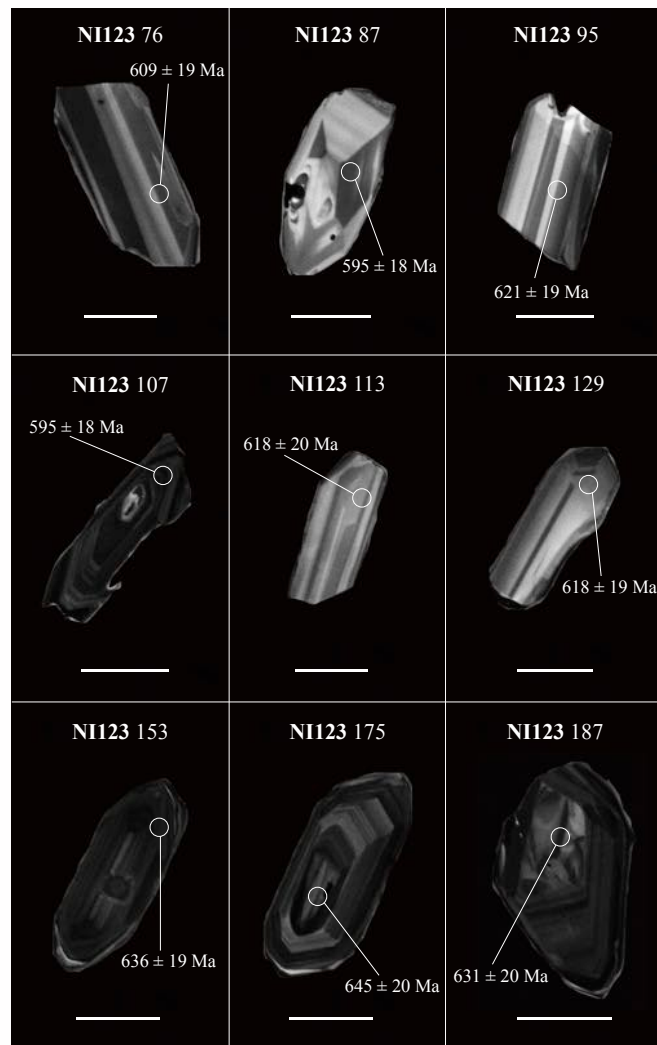 NI123 76
609 ± 19 Ma
NI123 87
595 ± 18 Ma
NI123 95
621 ± 19 Ma
NI123 107
595 ± 18 Ma
NI123 113
618 ± 20 Ma
NI123 129
618 ± 19 Ma
NI123 153
636 ± 19 Ma
NI123 175
645 ± 20 Ma
NI123 187
631 ± 20 Ma